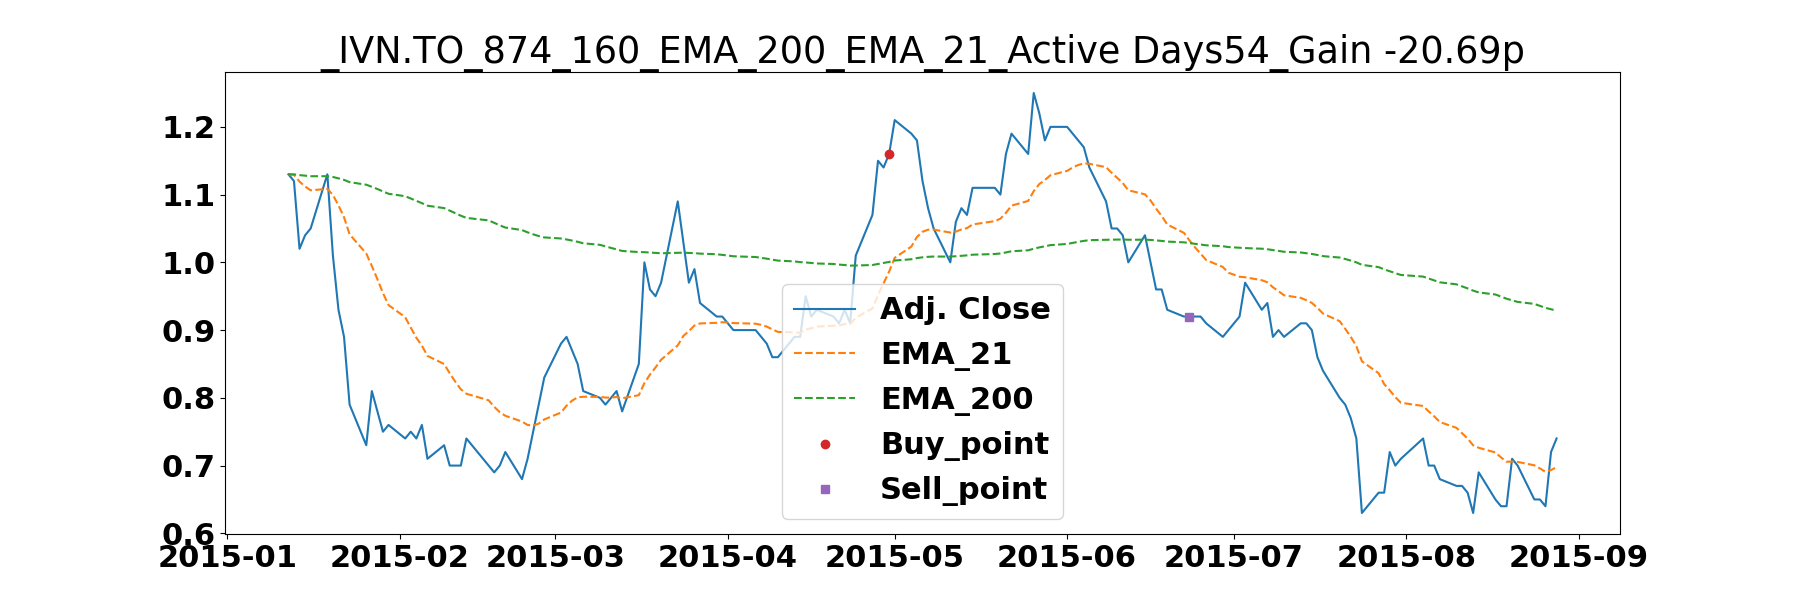 _IVN.TO_874_160_EMA_200_EMA_21_Active Days54_Gain -20.69p
1.2
1.1
1.0
0.9
0.8
0.7
0.6
Adj. Close
EMA_21
EMA_200
Buy_point
Sell_point
2015-01 2015-02 2015-03 2015-04 2015-05 2015-06 2015-07 2015-08 2015-09